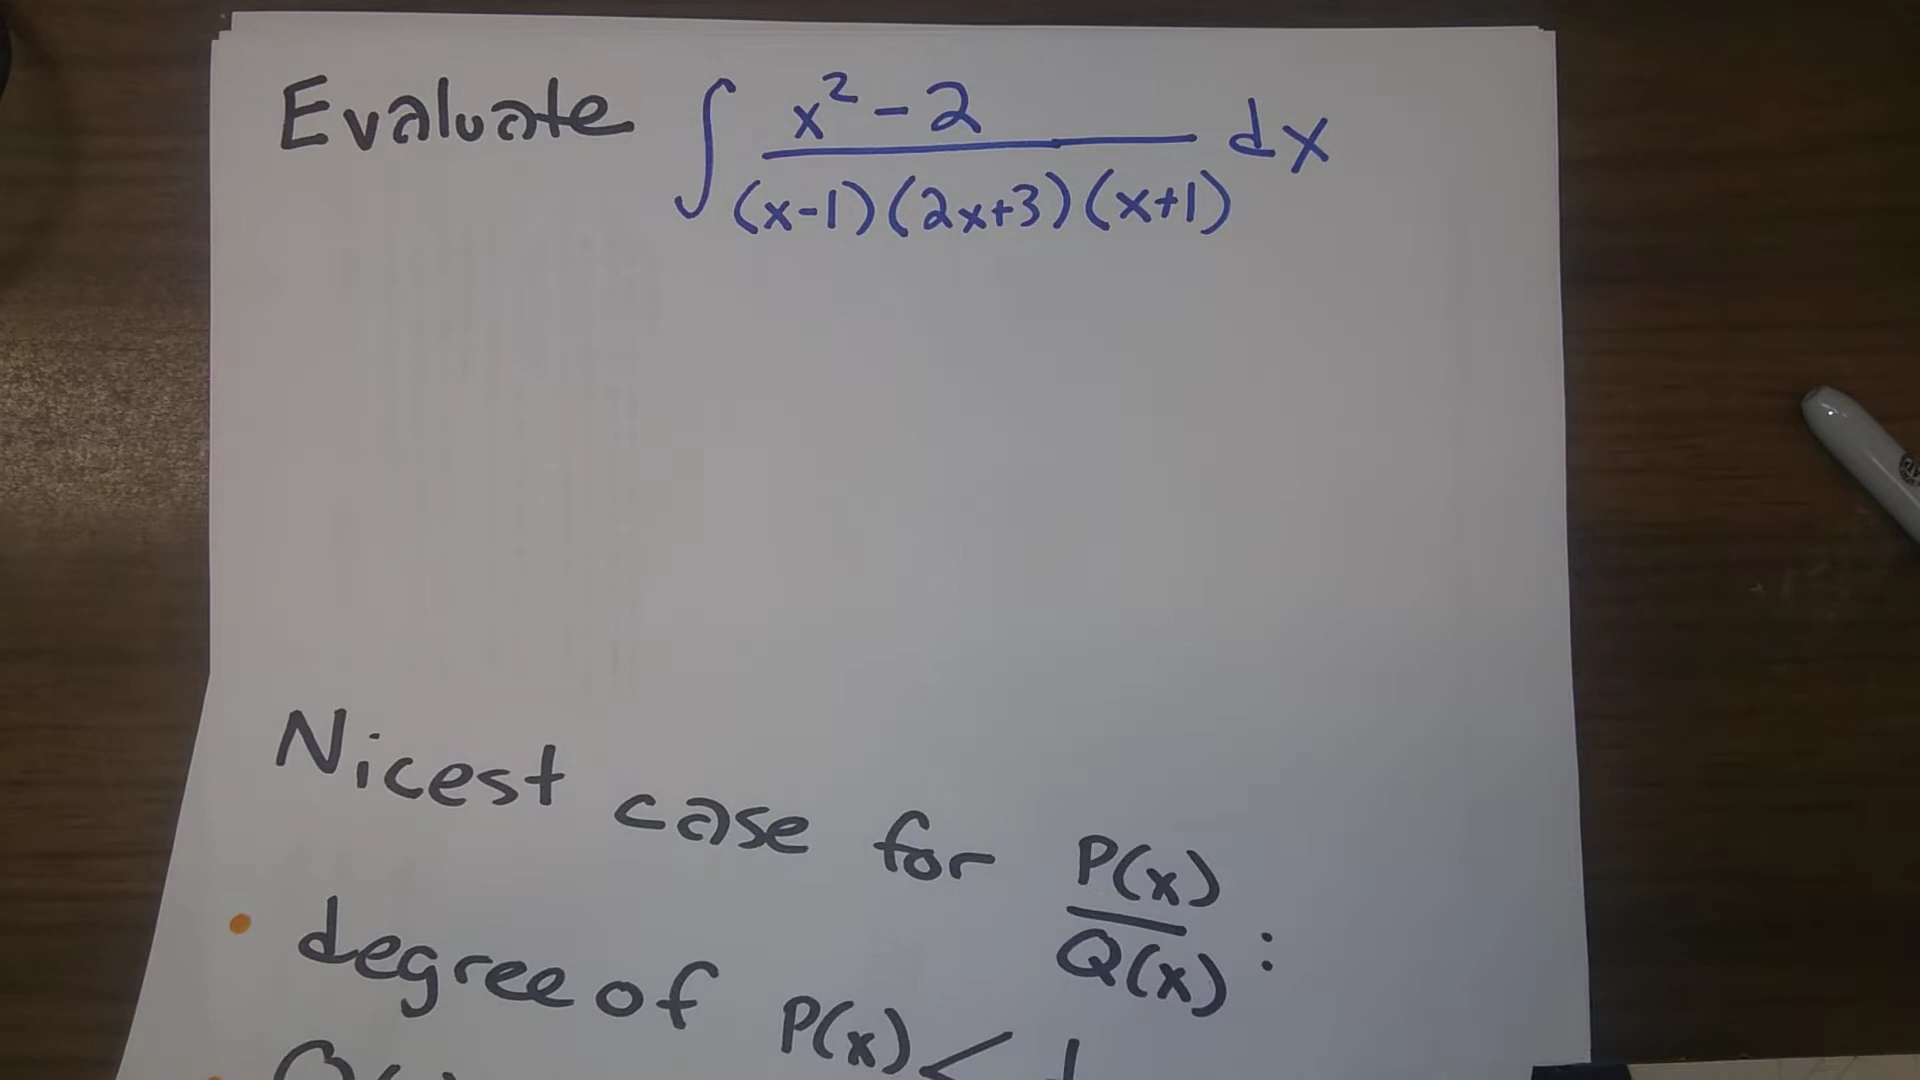 Evaluate ∫ x² - 2 / (x-1)(2x+3)(x+1) dx
Nicest case for P(x) / Q(x) :
• degree of P(x) <